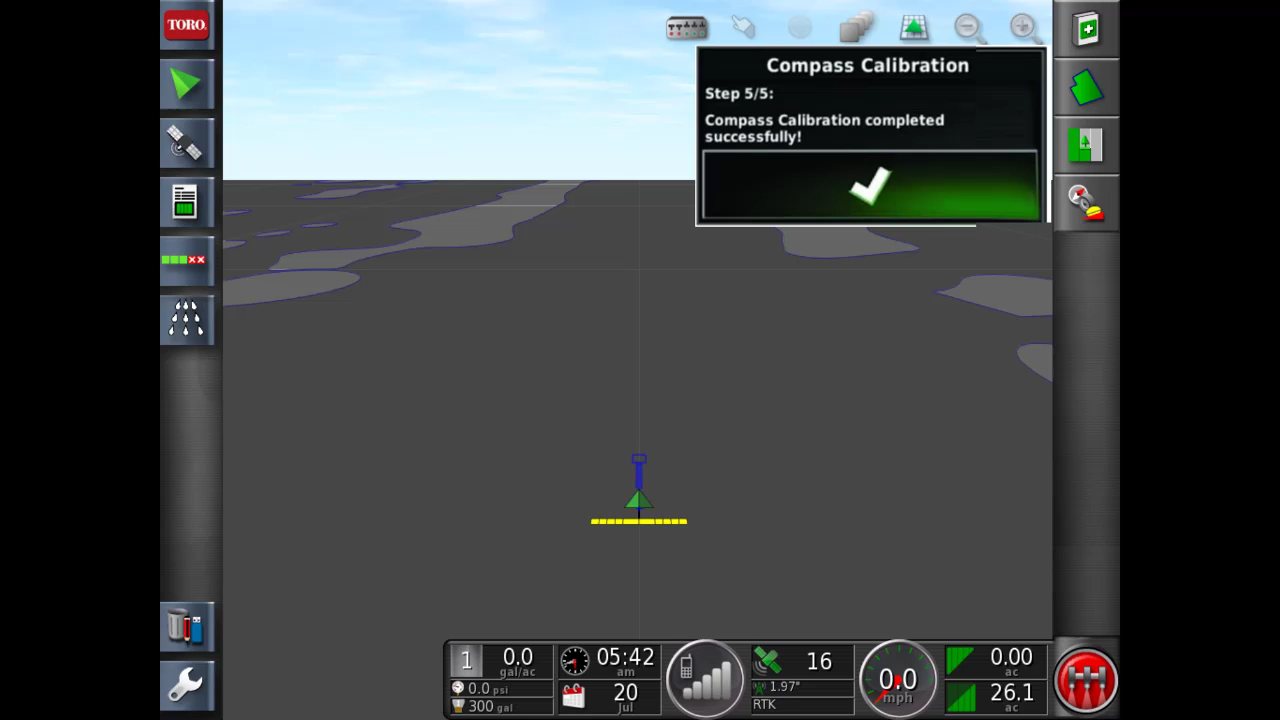 TORO
Compass Calibration
Step 5/5:
Compass Calibration completed
successfully!
1
0.0
gal/ac
0.0 psi
300 gal
05:42
am
20
Jul
16
1.97"
RTK
0.0
mph
0.00
ac
26.1
ac